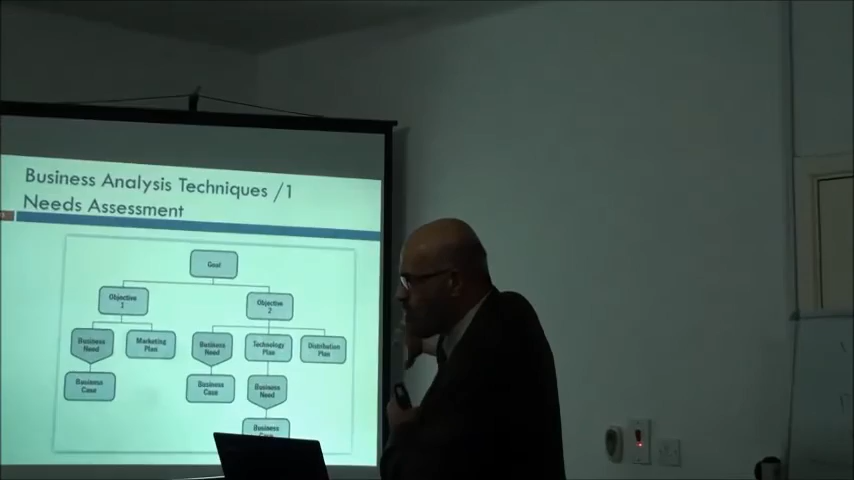 Business Analysis Techniques /1
Needs Assessment
Goal
Objective
1
Objective
2
Business
Need
Marketing
Plan
Business
Need
Technology
Plan
Distribution
Plan
Business
Case
Business
Case
Business
Need
Business